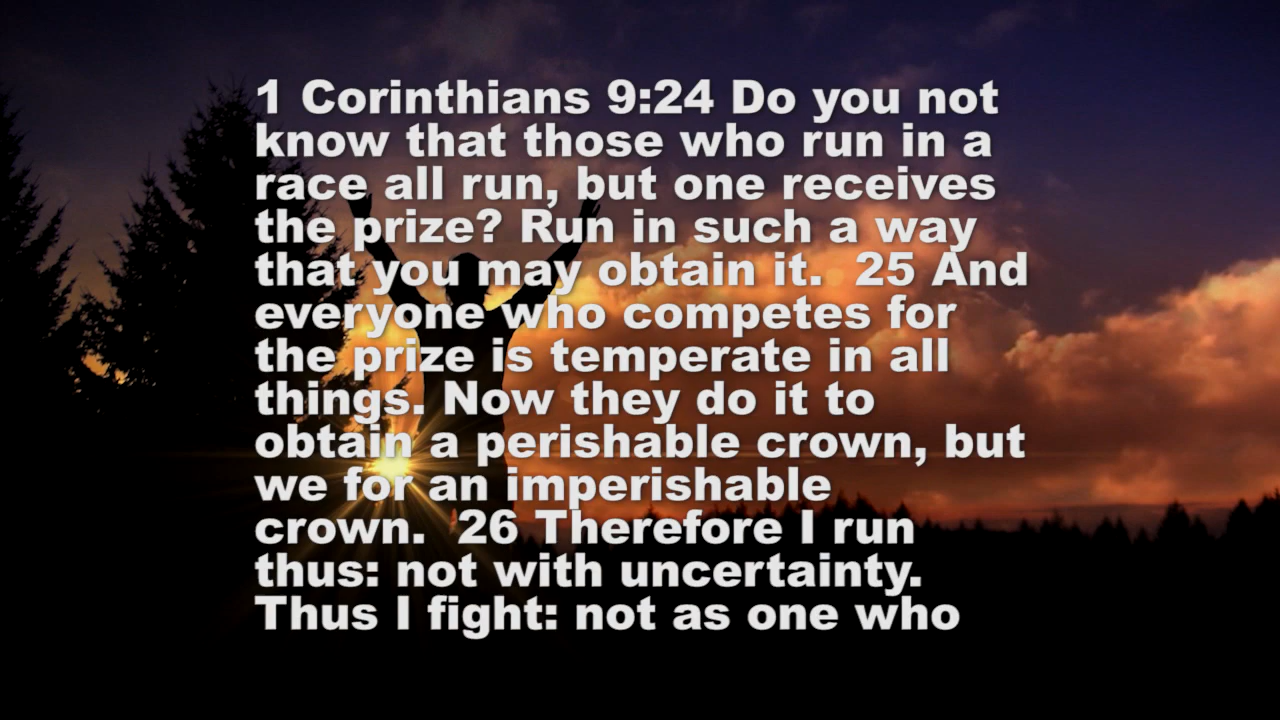 1 Corinthians 9:24 Do you not
know that those who run in a
race all run, but one receives
the prize? Run in such a way
that you may obtain it.  25 And
everyone who competes for
the prize is temperate in all
things. Now they do it to
obtain a perishable crown, but
we for an imperishable
crown.  26 Therefore I run
thus: not with uncertainty.
Thus I fight: not as one who